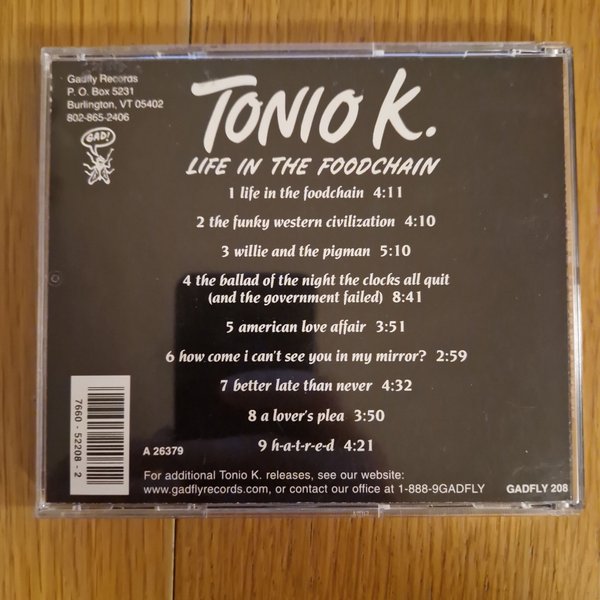 Gadfly Records
P. O. Box 5231
Burlington, VT 05402
802-865-2406
GAD!
TONIO K.
LIFE IN THE FOODCHAIN
1 life in the foodchain 4:11
2 the funky western civilization 4:10
3 willie and the pigman 5:10
4 the ballad of the night the clocks all quit
(and the government failed) 8:41
5 american love affair 3:51
6 how come i can't see you in my mirror? 2:59
7 better late than never 4:32
8 a lover's plea 3:50
9 h-a-t-r-e-d 4:21
7660 - 52208 - 2
A 26379
For additional Tonio K. releases, see our website:
www.gadflyrecords.com, or contact our office at 1-888-9GADFLY
GADFLY 208